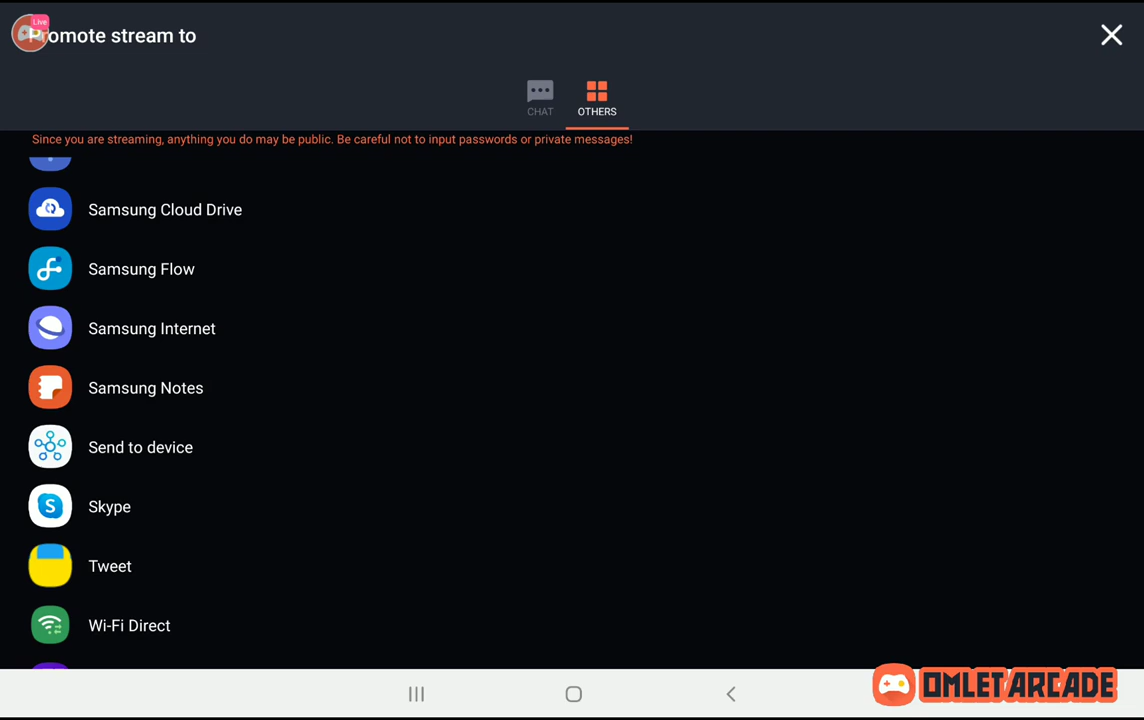 Live
Promote stream to
CHAT
OTHERS
Since you are streaming, anything you do may be public. Be careful not to input passwords or private messages!
Samsung Cloud Drive
Samsung Flow
Samsung Internet
Samsung Notes
Send to device
S Skype
Tweet
Wi-Fi Direct
OMLET ARCADE